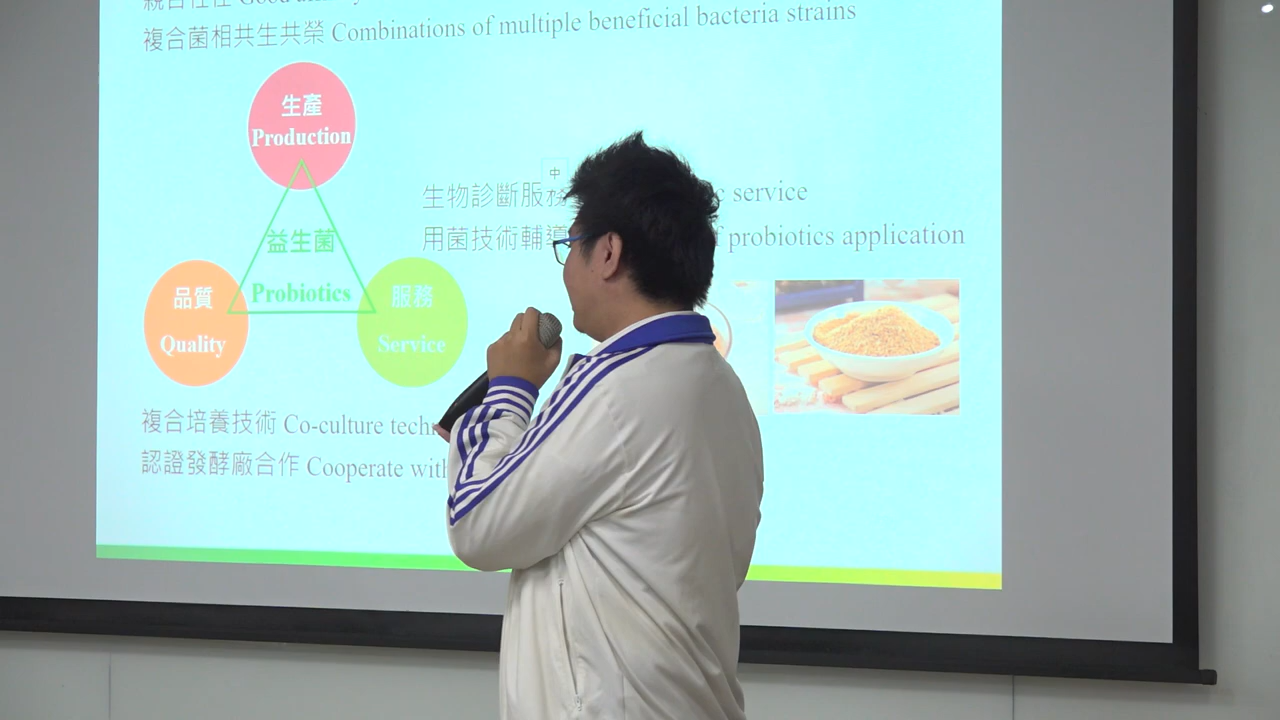 Good
複合菌相共生共榮 Combinations of multiple beneficial bacteria strains
生產
Production
中
生物診斷服務 service
用菌技術輔導 probiotics application
益生菌
Probiotics
品質
Quality
服務
Service
複合培養技術 Co-culture
認證發酵廠合作 Cooperate with